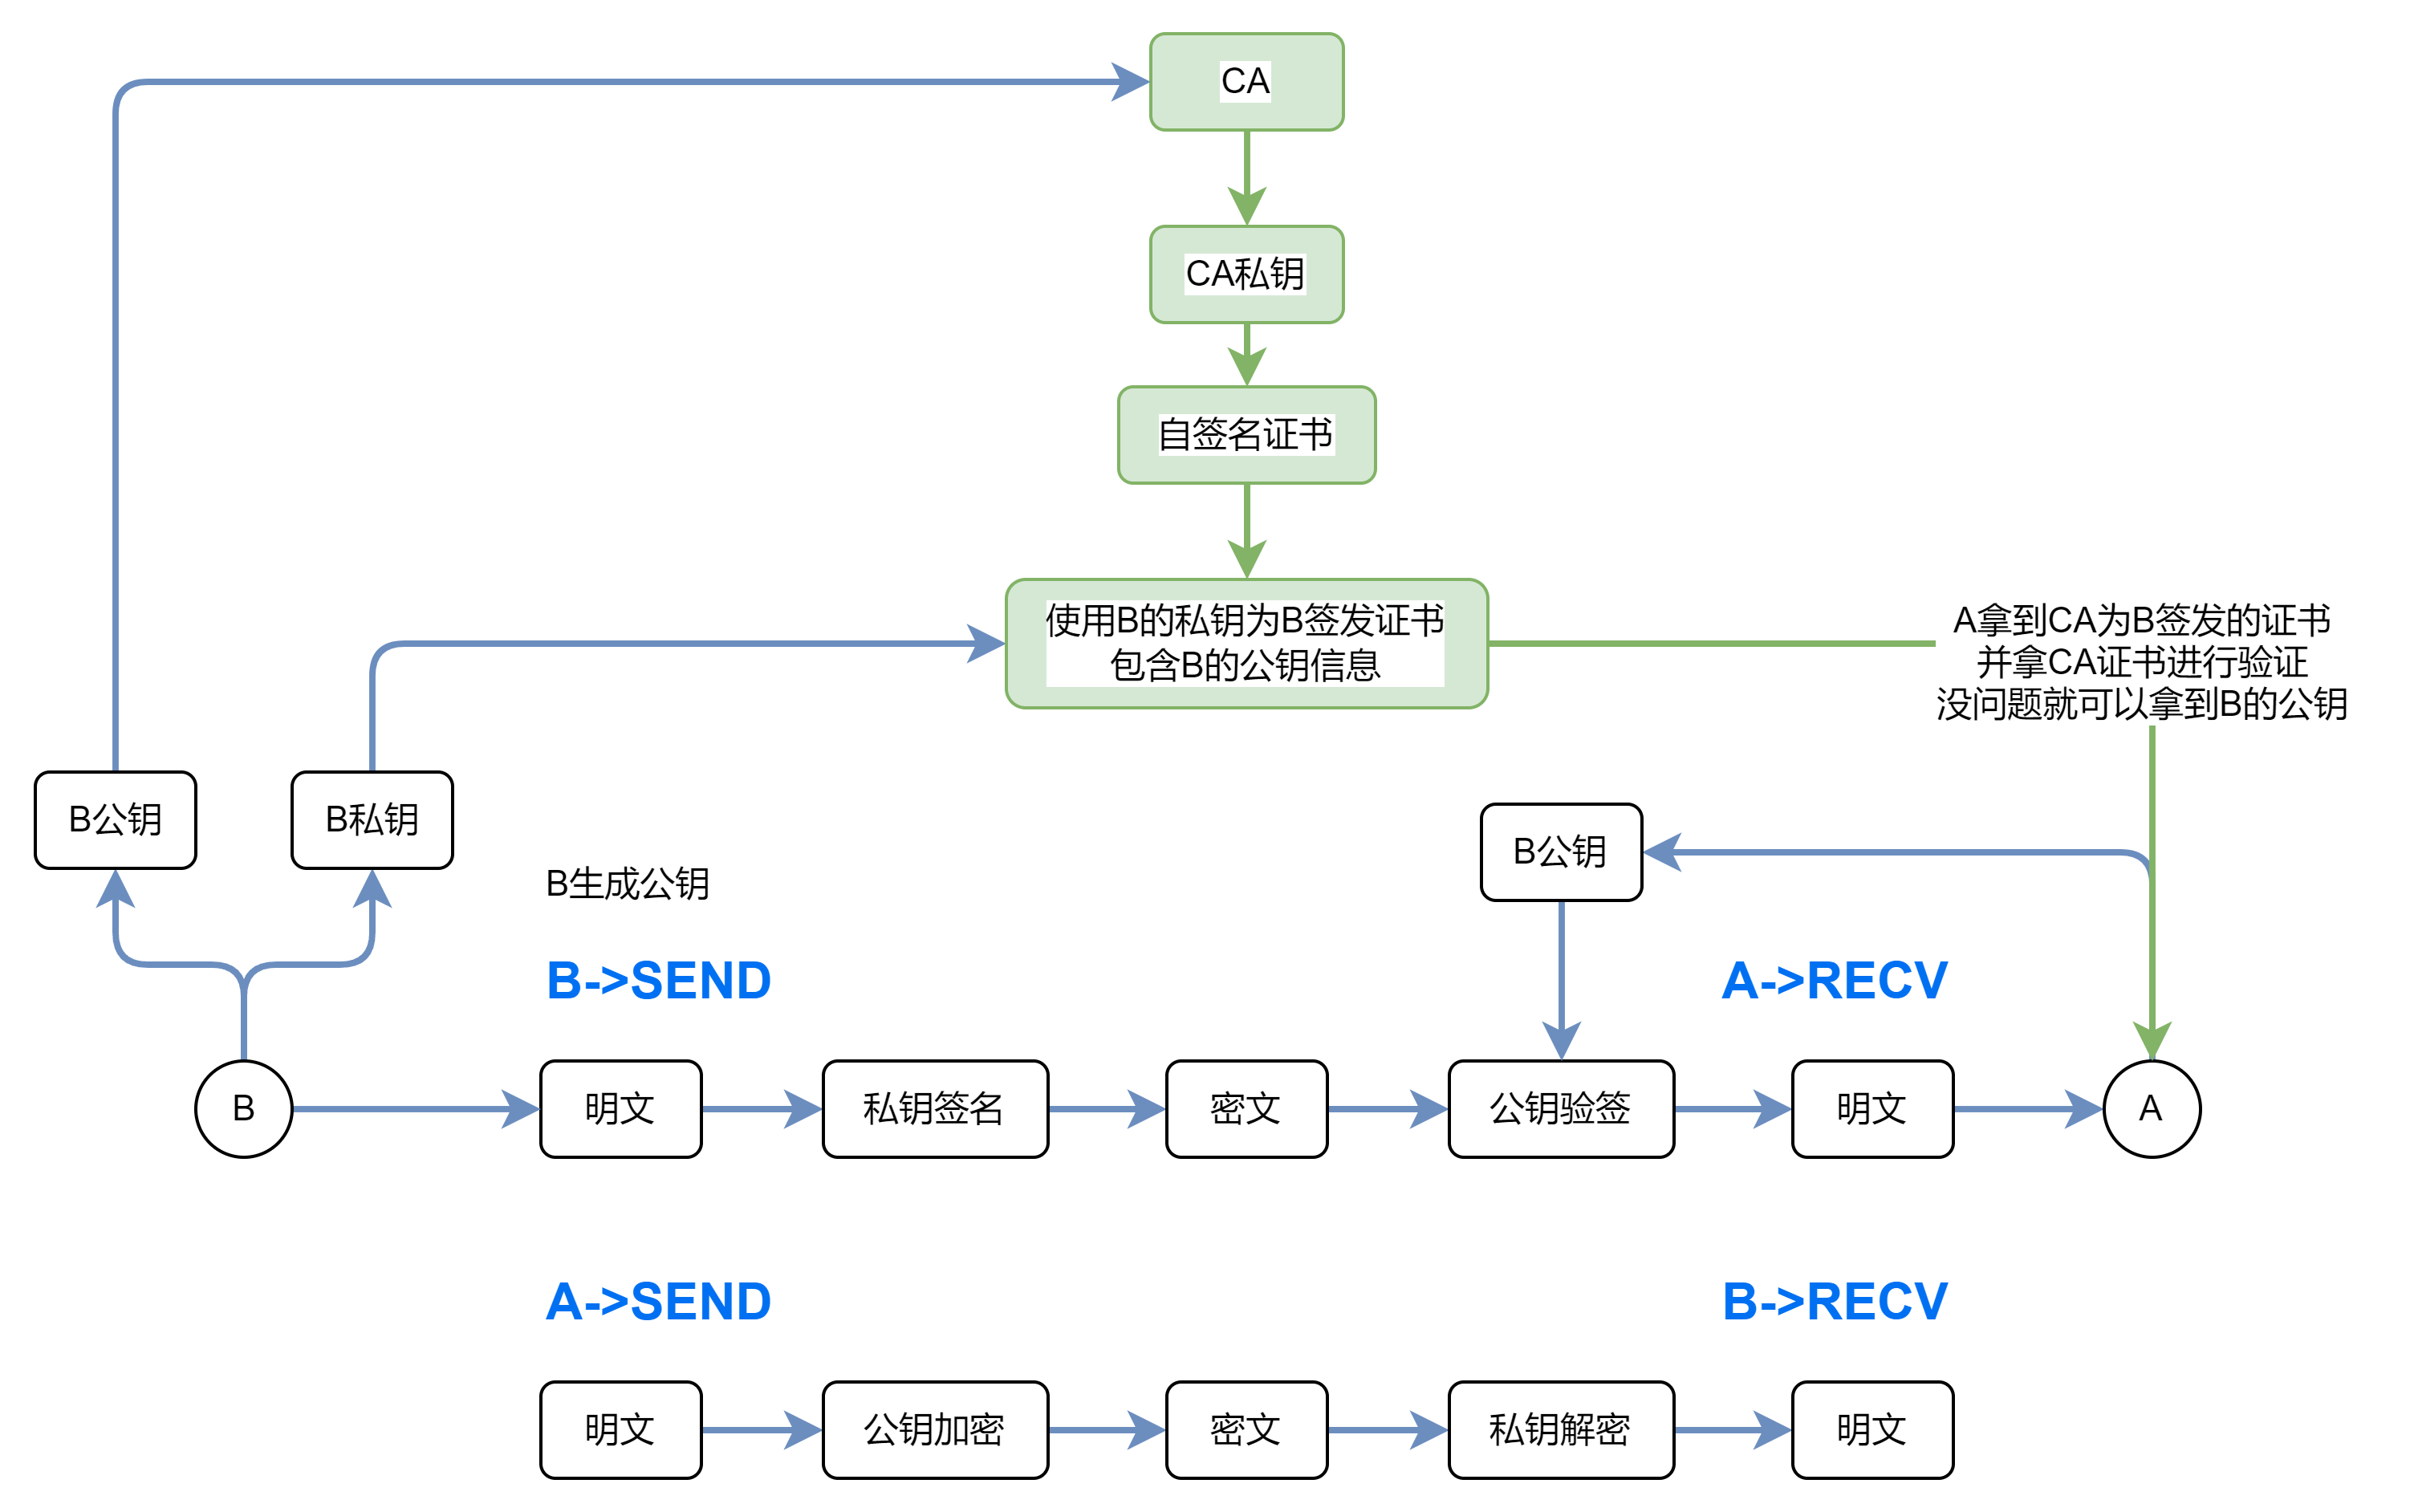 CA
CA私钥
自签名证书
使用B的私钥为B签发证书
包含B的公钥信息
A拿到CA为B签发的证书
并拿CA证书进行验证
没问题就可以拿到B的公钥
B公钥
B私钥
B公钥
B生成公钥
B->SEND
A->RECV
B
明文
私钥签名
密文
公钥验签
明文
A
A->SEND
B->RECV
明文
公钥加密
密文
私钥解密
明文